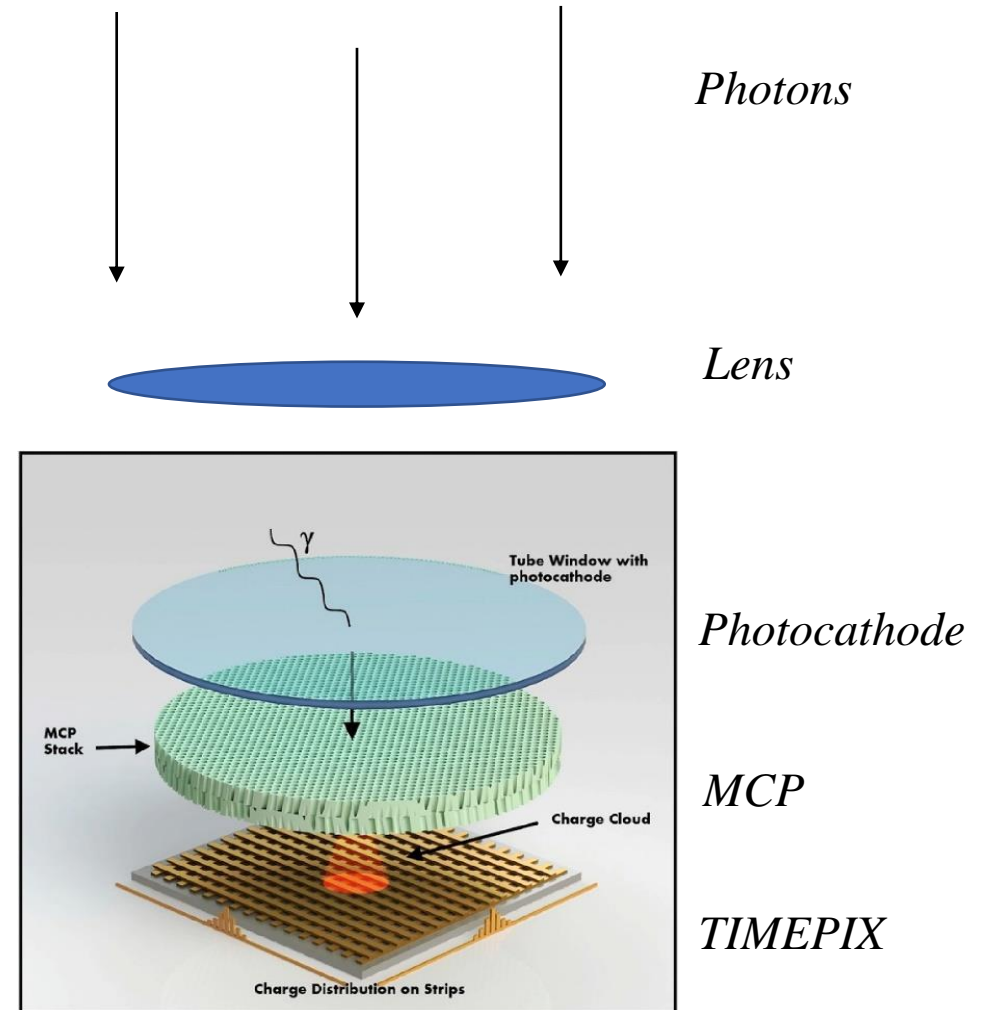 Photons
Lens
γ
Tube Window with
photocathode
Photocathode
MCP
Stack
MCP
Charge Cloud
TIMEPIX
Charge Distribution on Strips